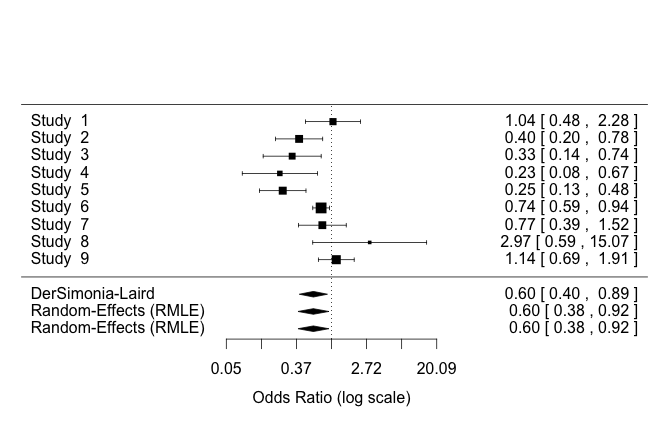 Study 1 1.04 [ 0.48 , 2.28 ]
Study 2 0.40 [ 0.20 , 0.78 ]
Study 3 0.33 [ 0.14 , 0.74 ]
Study 4 0.23 [ 0.08 , 0.67 ]
Study 5 0.25 [ 0.13 , 0.48 ]
Study 6 0.74 [ 0.59 , 0.94 ]
Study 7 0.77 [ 0.39 , 1.52 ]
Study 8 2.97 [ 0.59 , 15.07 ]
Study 9 1.14 [ 0.69 , 1.91 ]
DerSimonia-Laird 0.60 [ 0.40 , 0.89 ]
Random-Effects (RMLE) 0.60 [ 0.38 , 0.92 ]
Random-Effects (RMLE) 0.60 [ 0.38 , 0.92 ]
0.05 0.37 2.72 20.09
Odds Ratio (log scale)